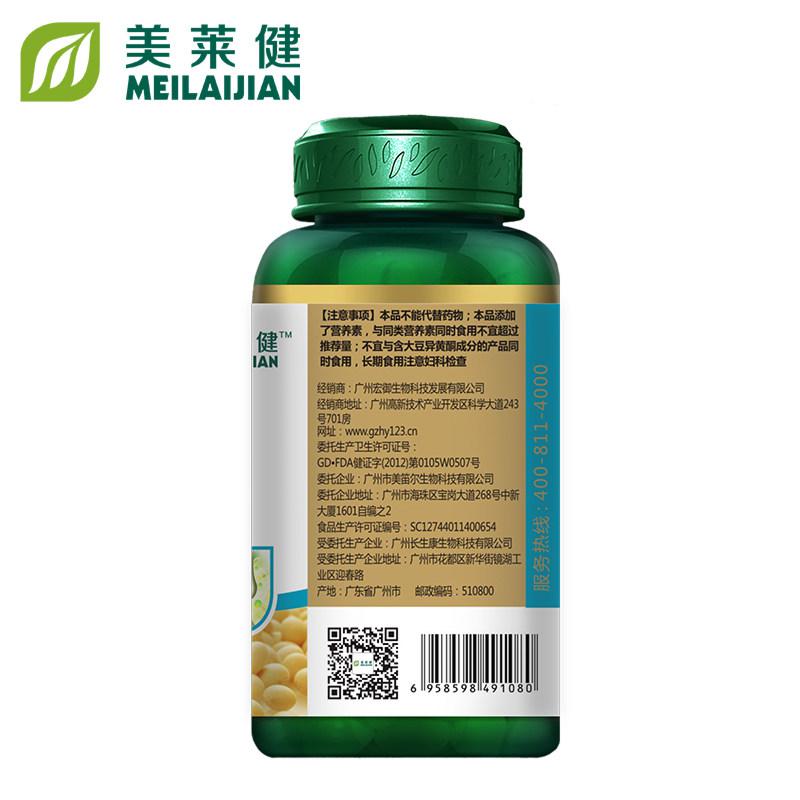 美莱健
MEILAIJIAN
健™
IJIAN
【注意事项】本品不能代替药物；本品添加
了营养素，与同类营养素同时食用不宜超过
推荐量；不宜与含大豆异黄酮成分的产品同
时食用，长期食用注意妇科检查
经销商：广州宏御生物科技发展有限公司
经销商地址：广州高新技术产业开发区科学大道243
号701房
网址：www.gzhy123.cn
委托生产卫生许可证号：
GD•FDA健证字(2012)第0105W0507号
委托企业：广州市美笛尔生物科技有限公司
委托企业地址：广州市海珠区宝岗大道268号中新
大厦1601自编之2
食品生产许可证编号：SC12744011400654
受委托生产企业：广州长生康生物科技有限公司
受委托生产企业地址：广州市花都区新华街镜湖工
业区迎春路
产地：广东省广州市 邮政编码：510800
服务热线:400-811-4000
美莱健
MEILAIJIAN
6 958598 491080